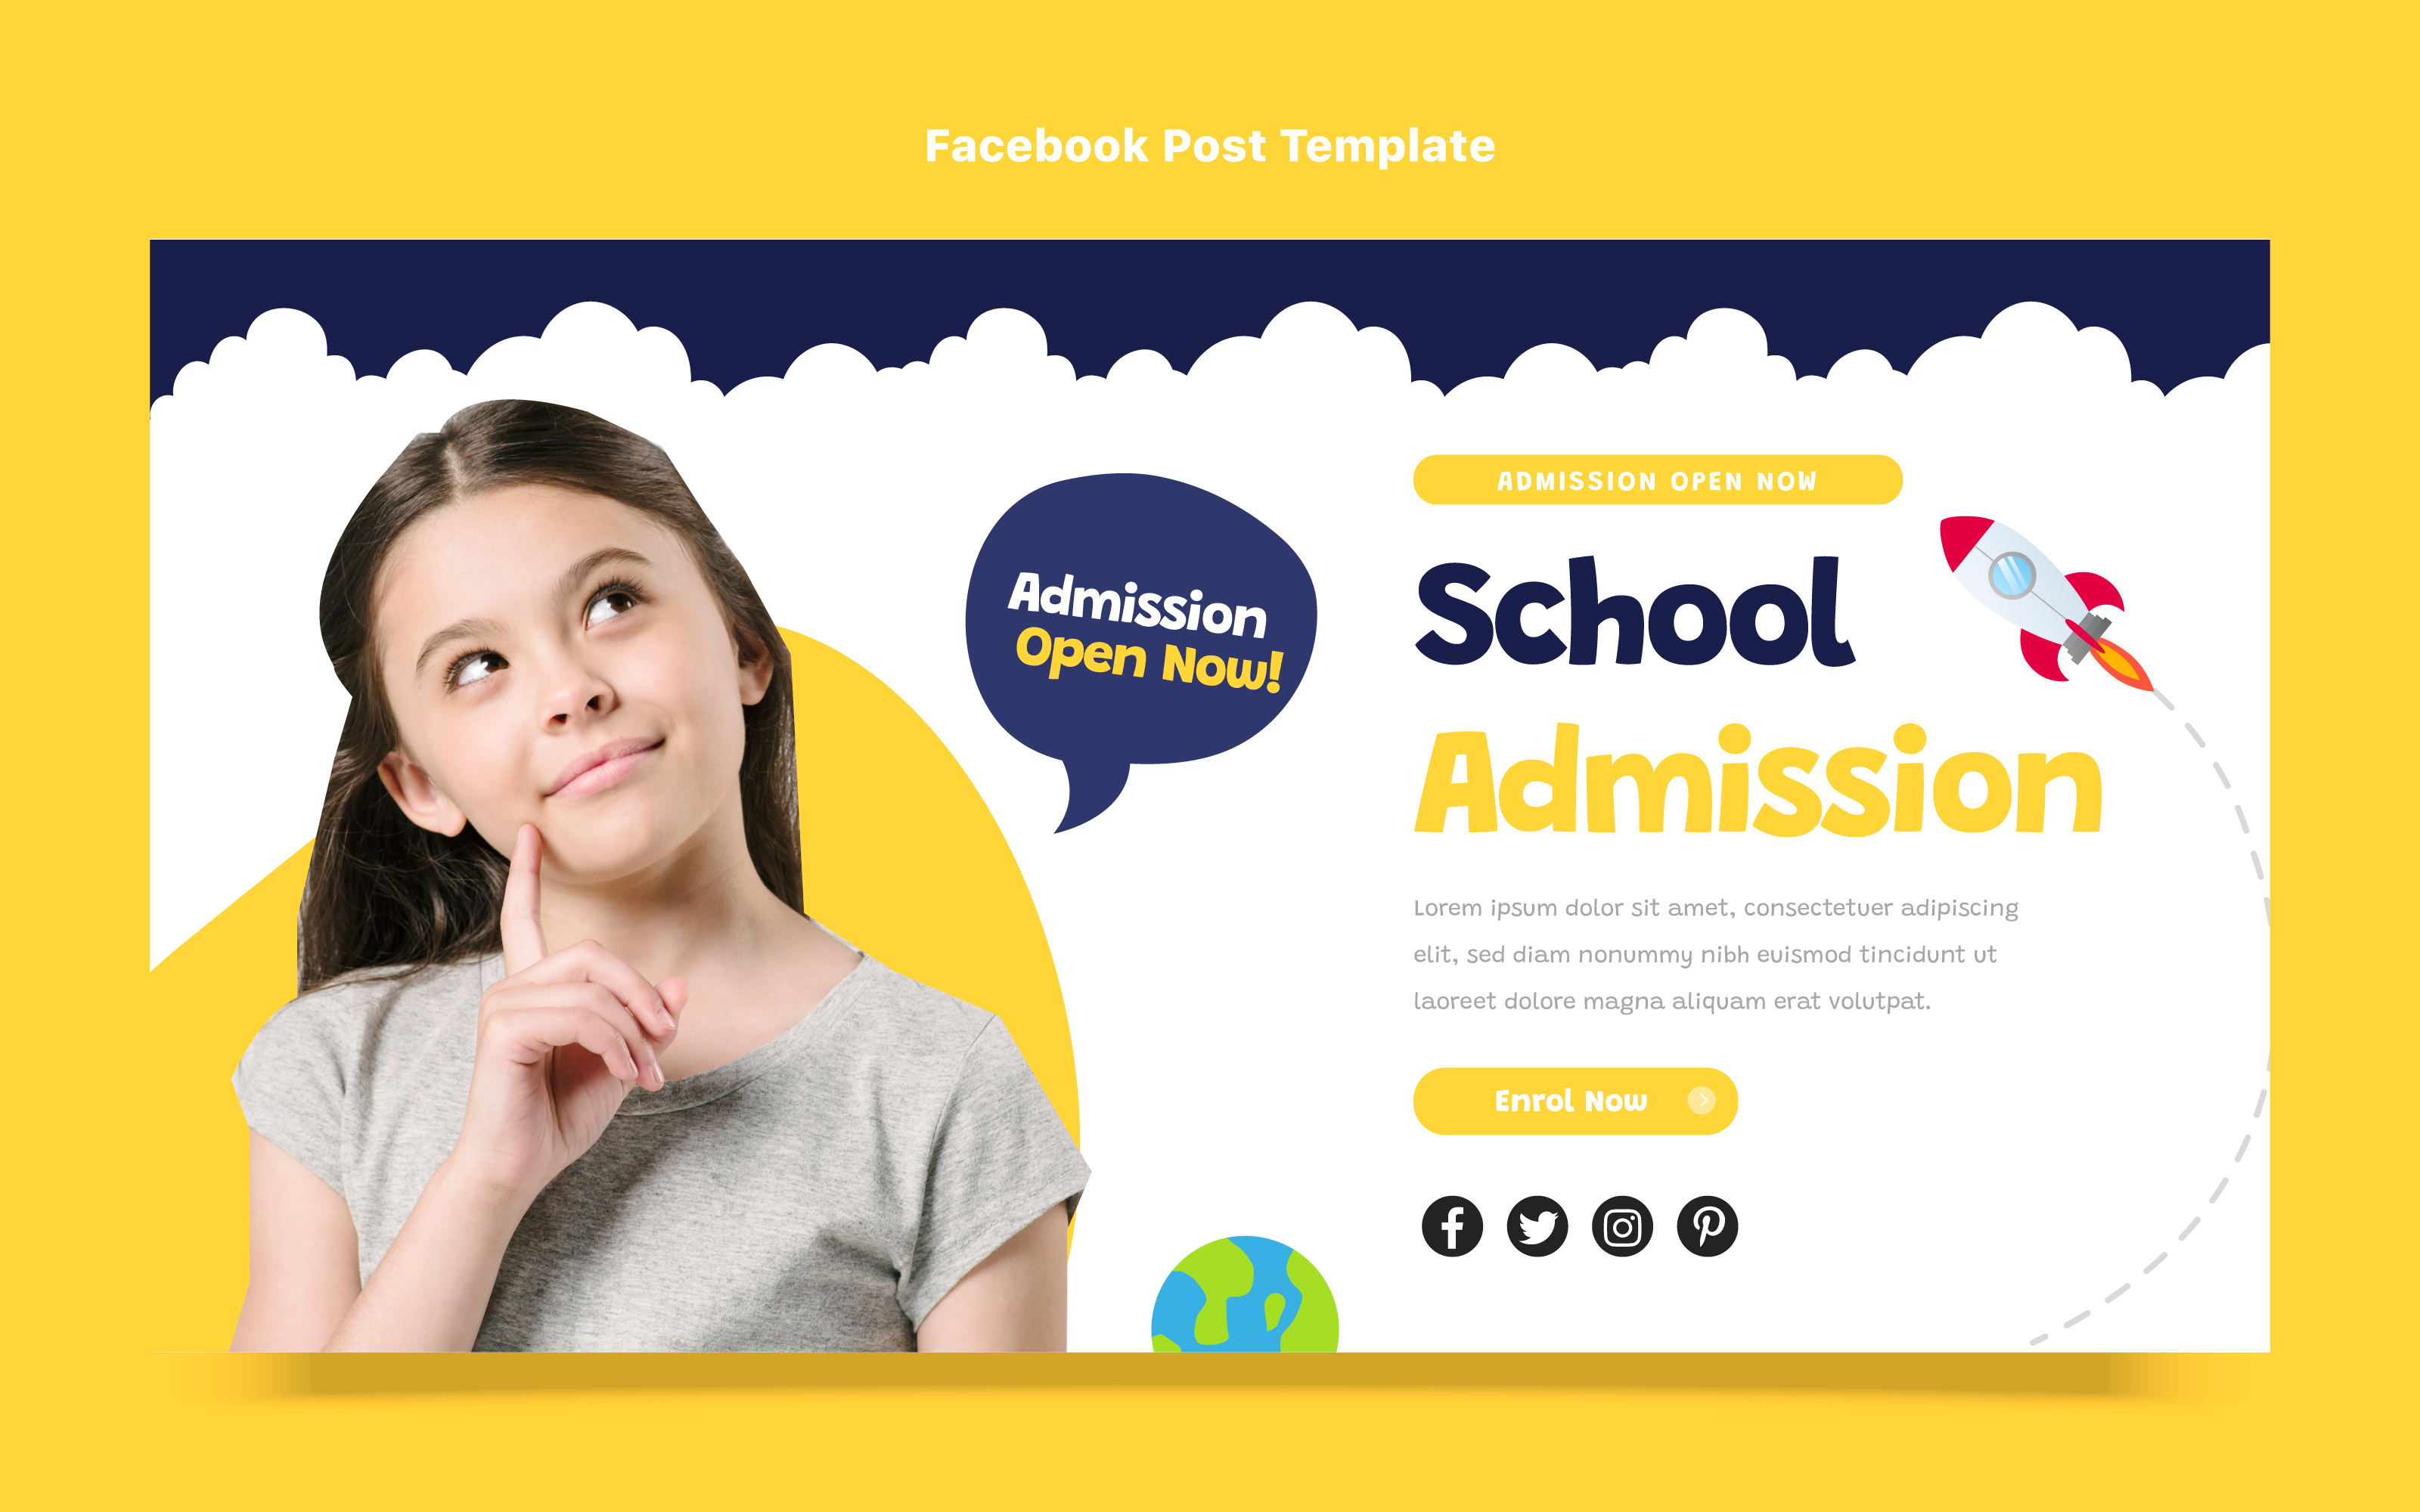 Facebook Post Template
Admission
Open Now!
ADMISSION OPEN NOW
School
Admission
Lorem ipsum dolor sit amet, consectetuer adipiscing
elit, sed diam nonummy nibh euismod tincidunt ut
laoreet dolore magna aliquam erat volutpat.
Enrol Now